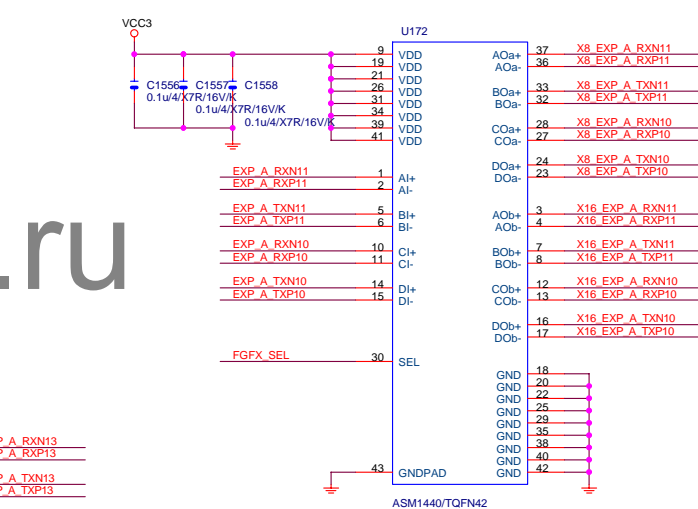 VCC3
U172
C1556 C1557 C1558
0.1u/4/X7R/16V/K
0.1u/4/X7R/16V/K
0.1u/4/X7R/16V/K
9 VDD
19 VDD
21 VDD
26 VDD
31 VDD
34 VDD
39 VDD
41 VDD
EXP_A_RXN11 1 AI+
EXP_A_RXP11 2 AI-
EXP_A_TXN11 5 BI+
EXP_A_TXP11 6 BI-
EXP_A_RXN10 10 CI+
EXP_A_RXP10 11 CI-
EXP_A_TXN10 14 DI+
EXP_A_TXP10 15 DI-
FGFX_SEL 30 SEL
43 GNDPAD
AOa+ 37 X8_EXP_A_RXN11
AOa- 36 X8_EXP_A_RXP11
BOa+ 33 X8_EXP_A_TXN11
BOa- 32 X8_EXP_A_TXP11
COa+ 28 X8_EXP_A_RXN10
COa- 27 X8_EXP_A_RXP10
DOa+ 24 X8_EXP_A_TXN10
DOa- 23 X8_EXP_A_TXP10
AOb+ 3 X16_EXP_A_RXN11
AOb- 4 X16_EXP_A_RXP11
BOb+ 7 X16_EXP_A_TXN11
BOb- 8 X16_EXP_A_TXP11
COb+ 12 X16_EXP_A_RXN10
COb- 13 X16_EXP_A_RXP10
DOb+ 16 X16_EXP_A_TXN10
DOb- 17 X16_EXP_A_TXP10
GND 18
GND 20
GND 22
GND 25
GND 29
GND 35
GND 38
GND 40
GND 42
ASM1440/TQFN42
.ru
P_A_RXN13
P_A_RXP13
P_A_TXN13
P_A_TXP13